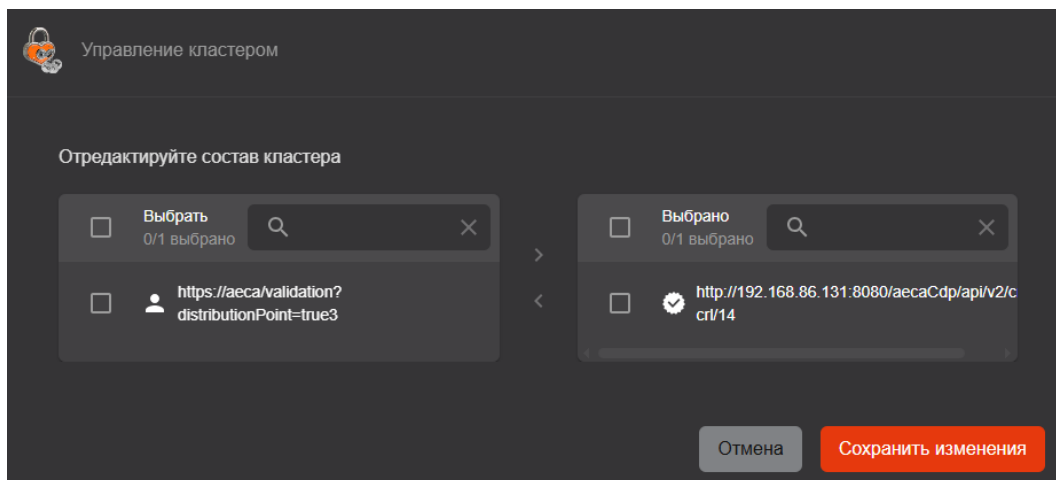 Управление кластером
Отредактируйте состав кластера
Выбрать
0/1 выбрано
https://aeca/validation?
distributionPoint=true3
Выбрано
0/1 выбрано
http://192.168.86.131:8080/aecaCdp/api/v2/c
crl/14
Отмена
Сохранить изменения